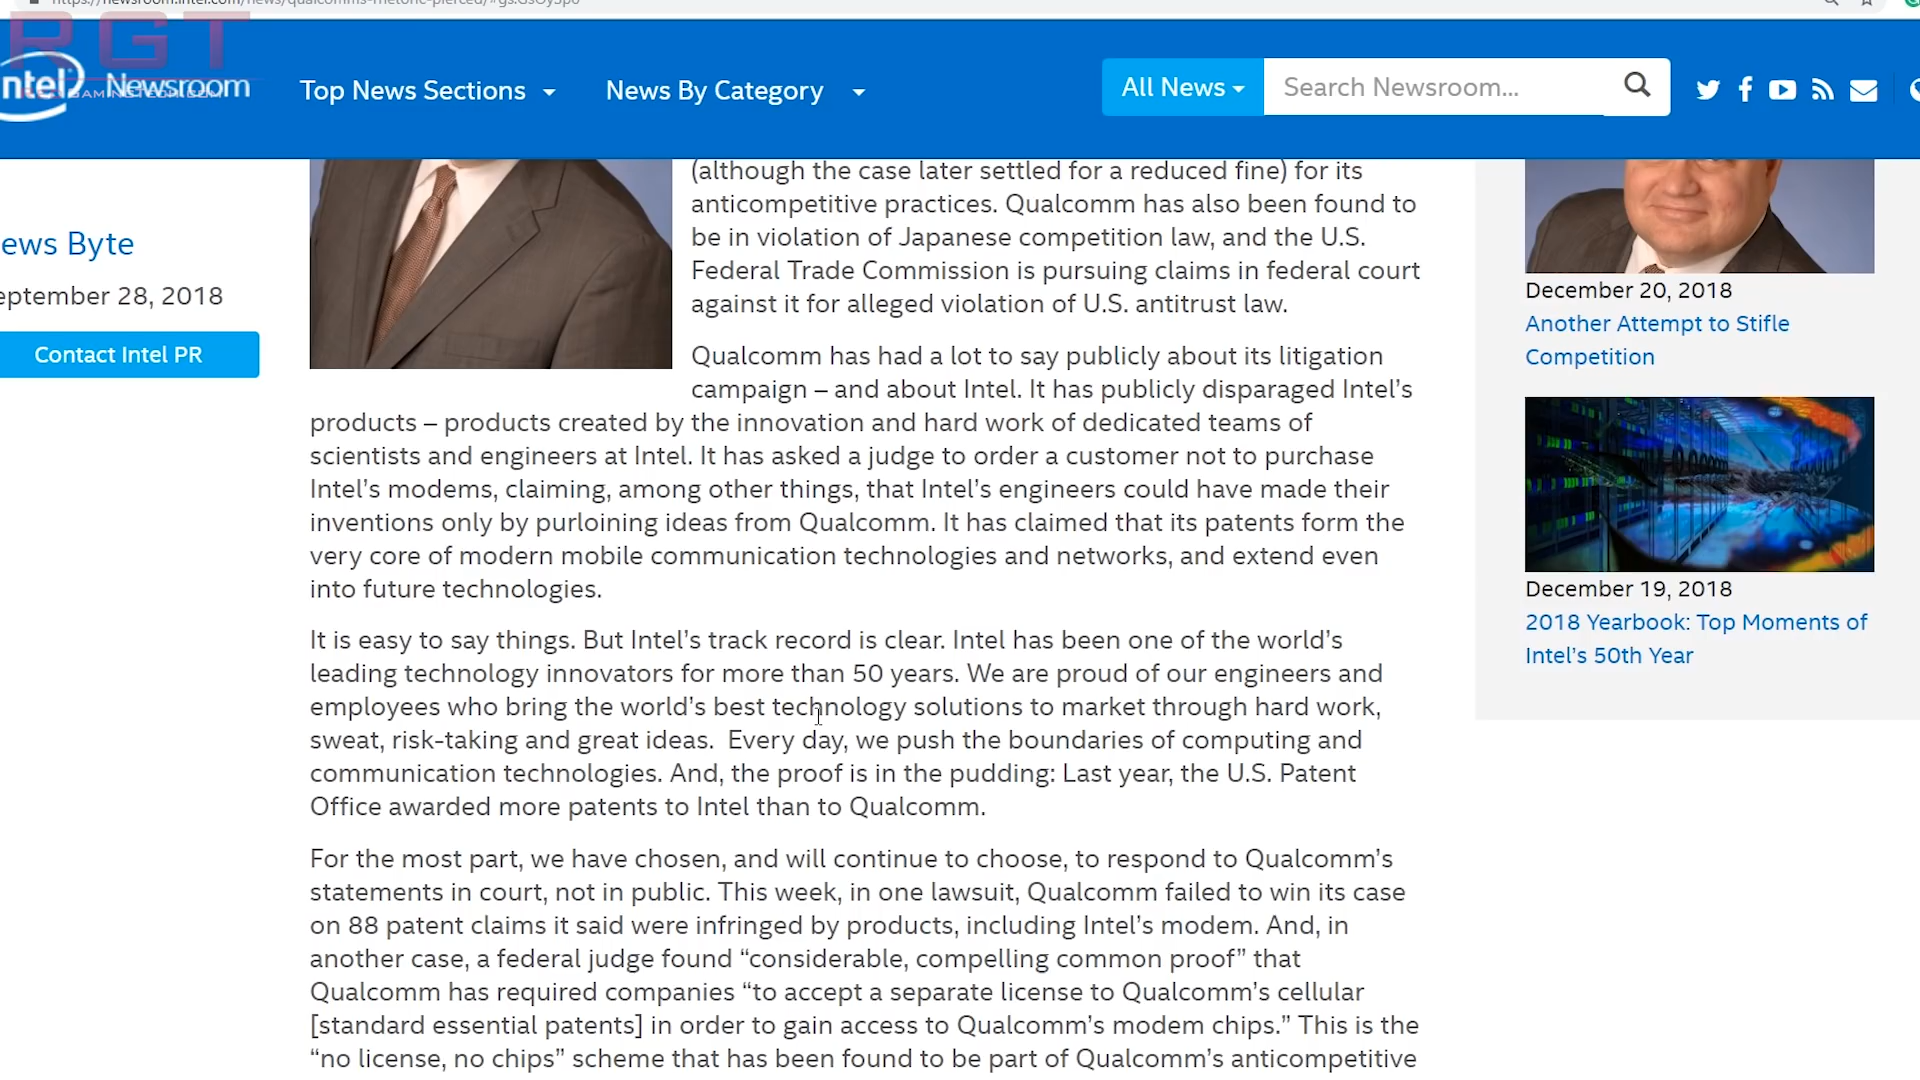 RGT
intel Newsroom
Top News Sections
News By Category
All News
Search Newsroom...
(although the case later settled for a reduced fine) for its
anticompetitive practices. Qualcomm has also been found to
be in violation of Japanese competition law, and the U.S.
Federal Trade Commission is pursuing claims in federal court
against it for alleged violation of U.S. antitrust law.
ews Byte
eptember 28, 2018
Contact Intel PR
Qualcomm has had a lot to say publicly about its litigation
campaign – and about Intel. It has publicly disparaged Intel’s
products – products created by the innovation and hard work of dedicated teams of
scientists and engineers at Intel. It has asked a judge to order a customer not to purchase
Intel’s modems, claiming, among other things, that Intel’s engineers could have made their
inventions only by purloining ideas from Qualcomm. It has claimed that its patents form the
very core of modern mobile communication technologies and networks, and extend even
into future technologies.
It is easy to say things. But Intel’s track record is clear. Intel has been one of the world’s
leading technology innovators for more than 50 years. We are proud of our engineers and
employees who bring the world’s best technology solutions to market through hard work,
sweat, risk-taking and great ideas.  Every day, we push the boundaries of computing and
communication technologies. And, the proof is in the pudding: Last year, the U.S. Patent
Office awarded more patents to Intel than to Qualcomm.
For the most part, we have chosen, and will continue to choose, to respond to Qualcomm’s
statements in court, not in public. This week, in one lawsuit, Qualcomm failed to win its case
on 88 patent claims it said were infringed by products, including Intel’s modem. And, in
another case, a federal judge found “considerable, compelling common proof” that
Qualcomm has required companies “to accept a separate license to Qualcomm’s cellular
[standard essential patents] in order to gain access to Qualcomm’s modem chips.” This is the
“no license, no chips” scheme that has been found to be part of Qualcomm’s anticompetitive
December 20, 2018
Another Attempt to Stifle
Competition
December 19, 2018
2018 Yearbook: Top Moments of
Intel’s 50th Year